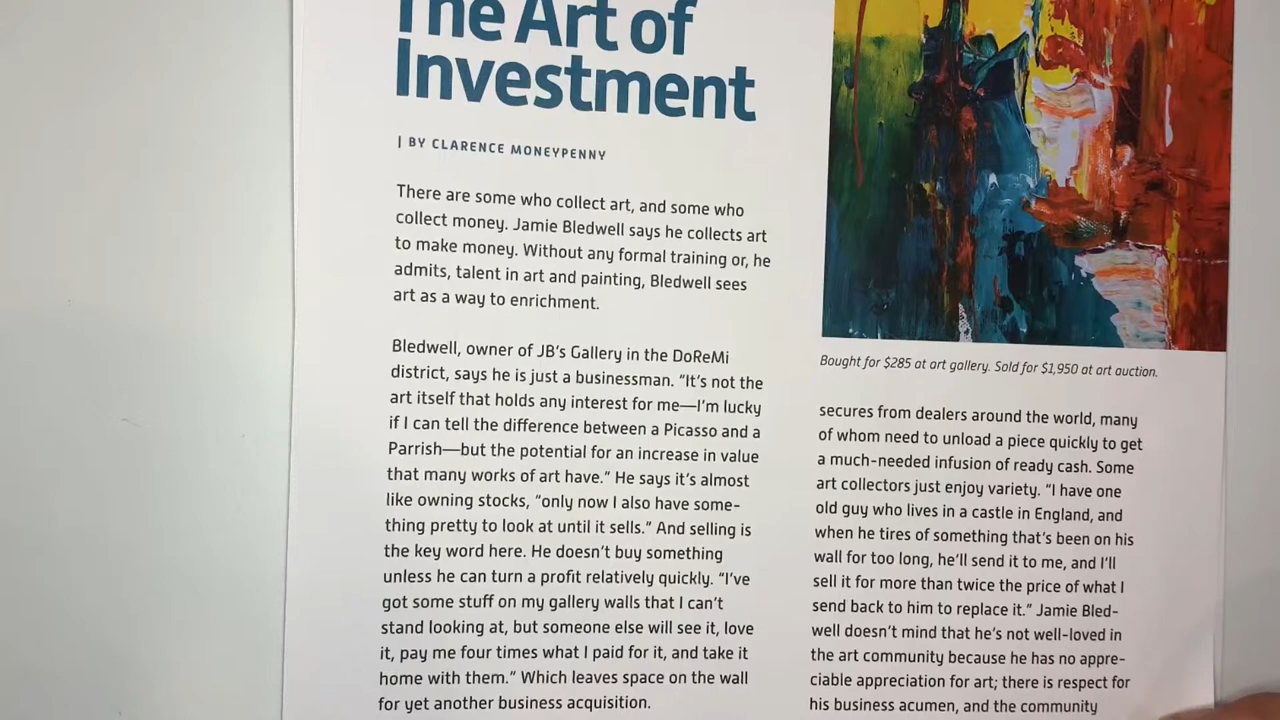 The Art of
Investment
| BY CLARENCE MONEYPENNY
There are some who collect art, and some who
collect money. Jamie Bledwell says he collects art
to make money. Without any formal training or, he
admits, talent in art and painting, Bledwell sees
art as a way to enrichment.
Bledwell, owner of JB's Gallery in the DoReMi
district, says he is just a businessman. “It's not the
art itself that holds any interest for me—I'm lucky
if I can tell the difference between a Picasso and a
Parrish—but the potential for an increase in value
that many works of art have.” He says it's almost
like owning stocks, “only now I also have some-
thing pretty to look at until it sells.” And selling is
the key word here. He doesn't buy something
unless he can turn a profit relatively quickly. “I've
got some stuff on my gallery walls that I can't
stand looking at, but someone else will see it, love
it, pay me four times what I paid for it, and take it
home with them.” Which leaves space on the wall
for yet another business acquisition.
Bought for $285 at art gallery. Sold for $1,950 at art auction.
secures from dealers around the world, many
of whom need to unload a piece quickly to get
a much-needed infusion of ready cash. Some
art collectors just enjoy variety. “I have one
old guy who lives in a castle in England, and
when he tires of something that's been on his
wall for too long, he'll send it to me, and I'll
sell it for more than twice the price of what I
send back to him to replace it.” Jamie Bled-
well doesn't mind that he's not well-loved in
the art community because he has no appre-
ciable appreciation for art; there is respect for
his business acumen, and the community